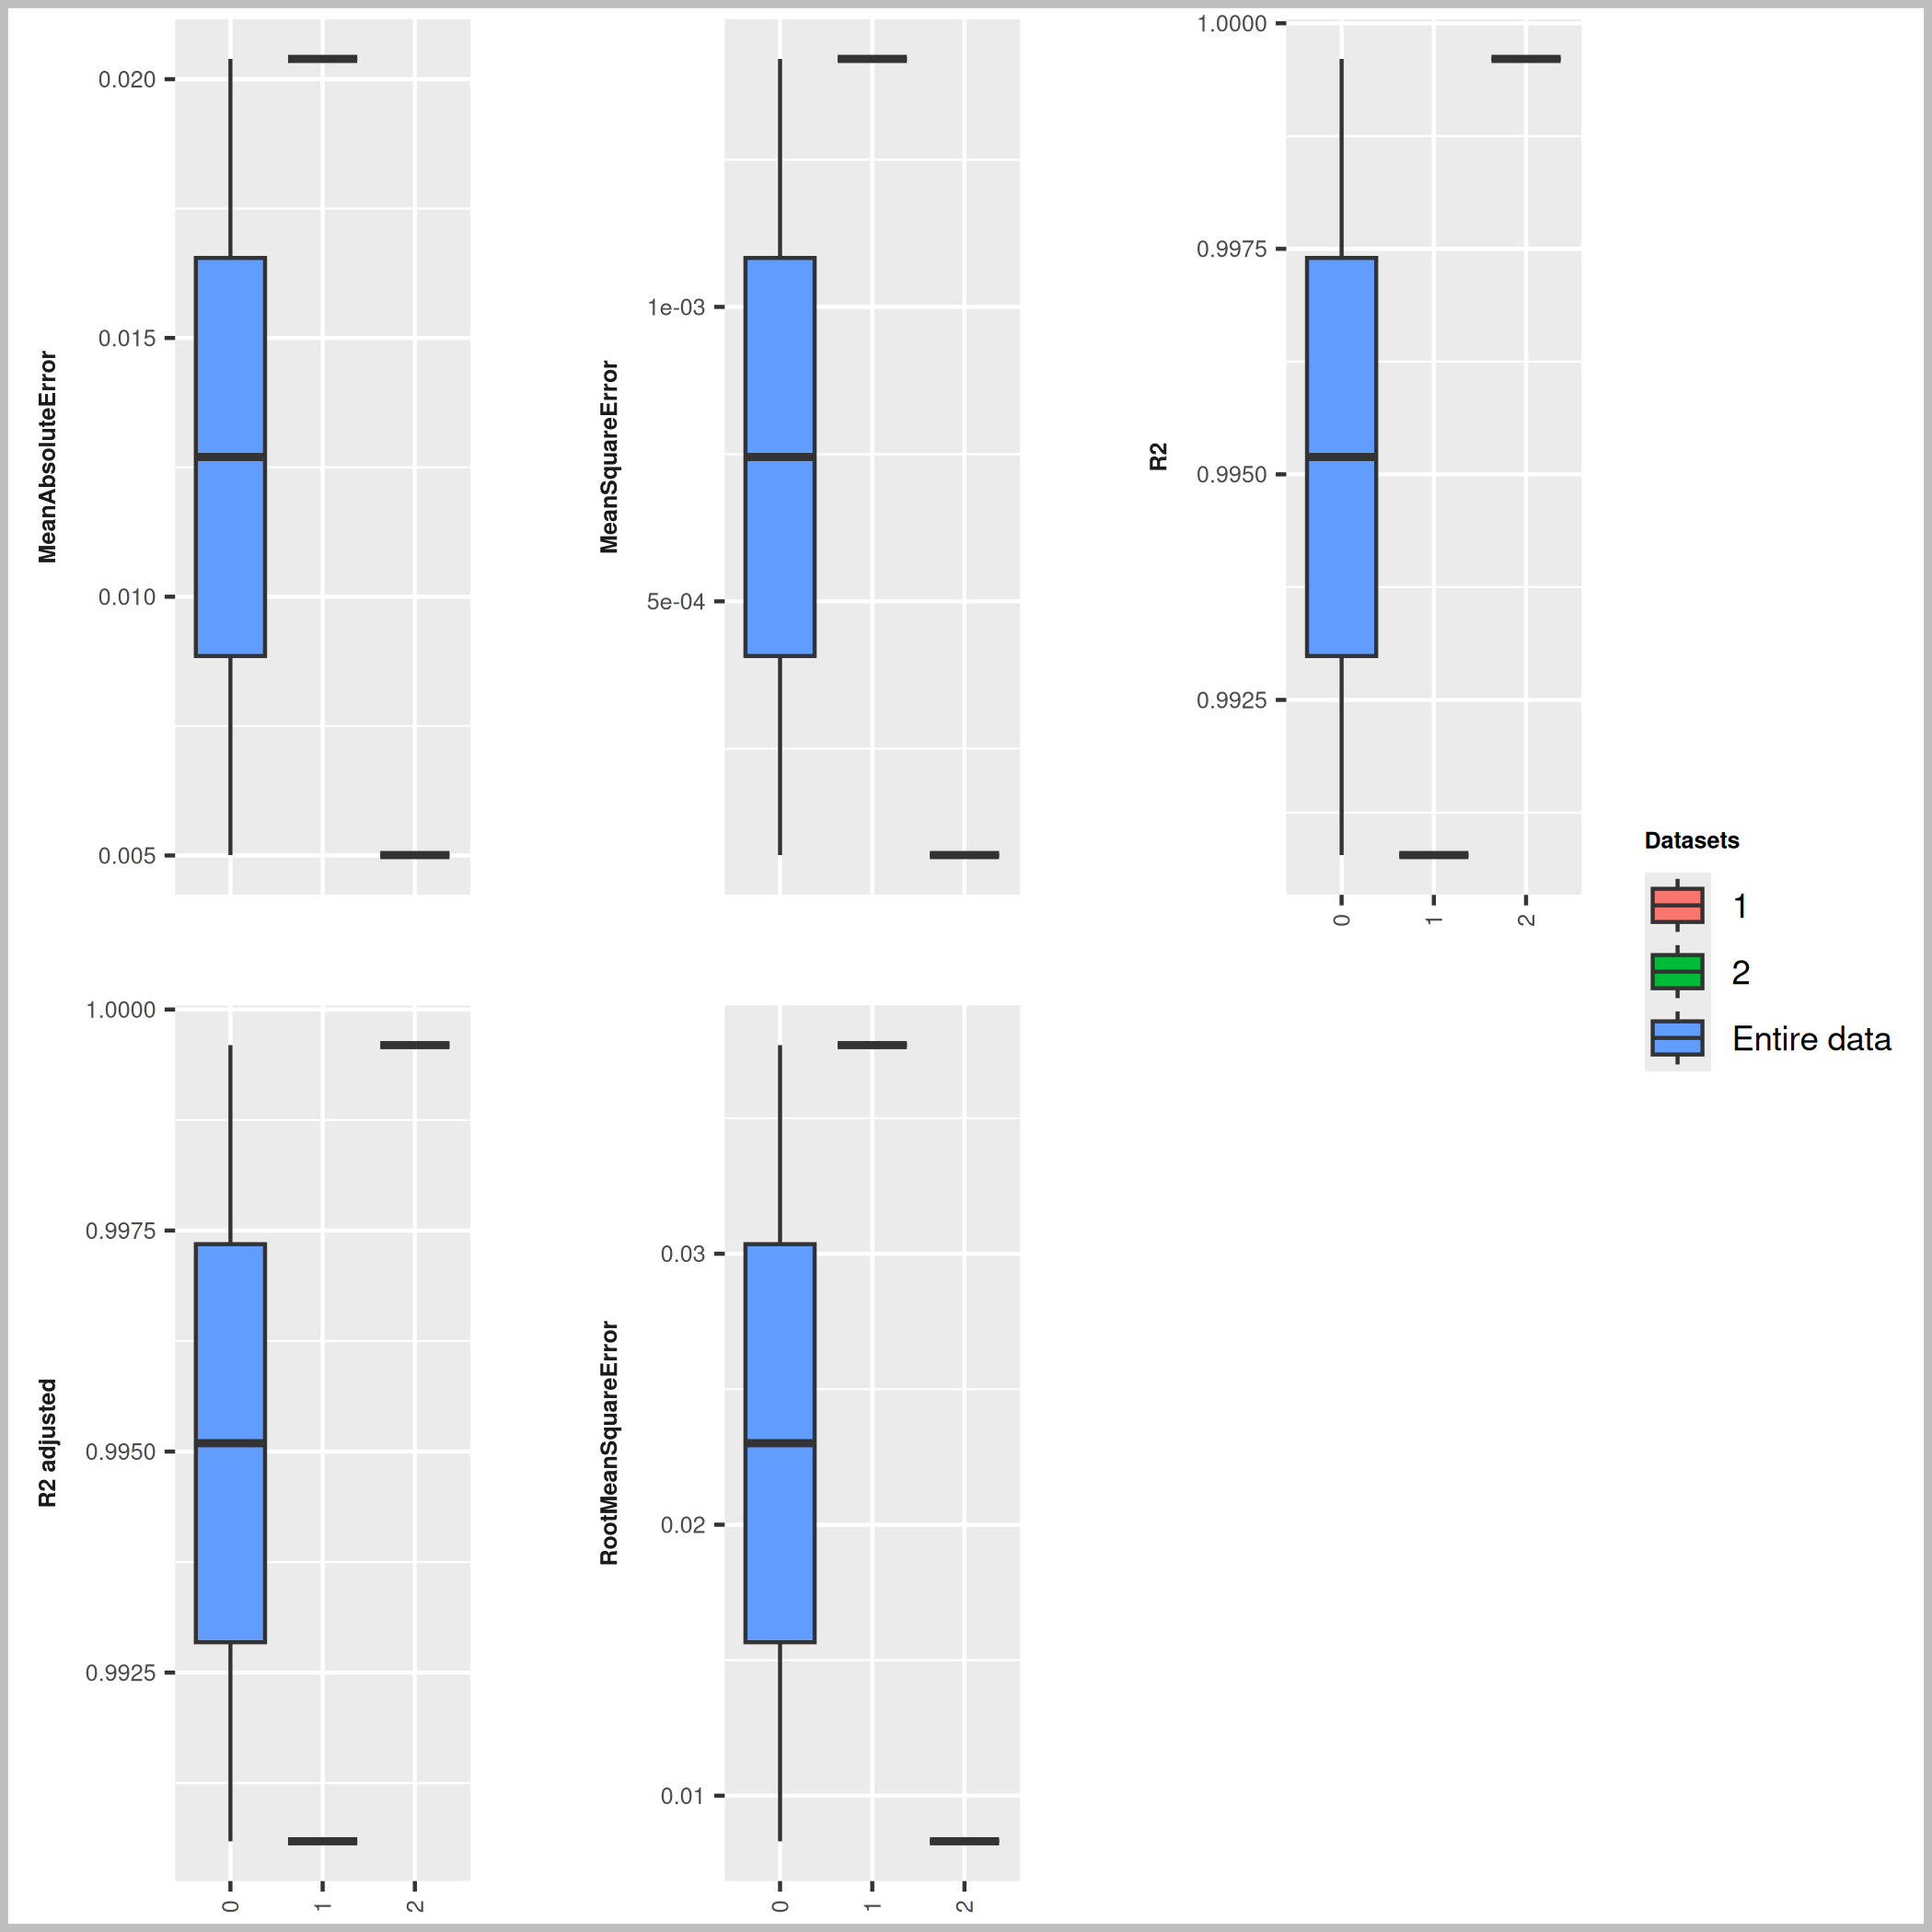 MeanAbsoluteError
0.020
0.015
0.010
0.005
MeanSquareError
1e-03
5e-04
R2
1.0000
0.9975
0.9950
0.9925
0
1
2
R2 adjusted
1.0000
0.9975
0.9950
0.9925
0
1
2
RootMeanSquareError
0.03
0.02
0.01
0
1
2
Datasets
1
2
Entire data